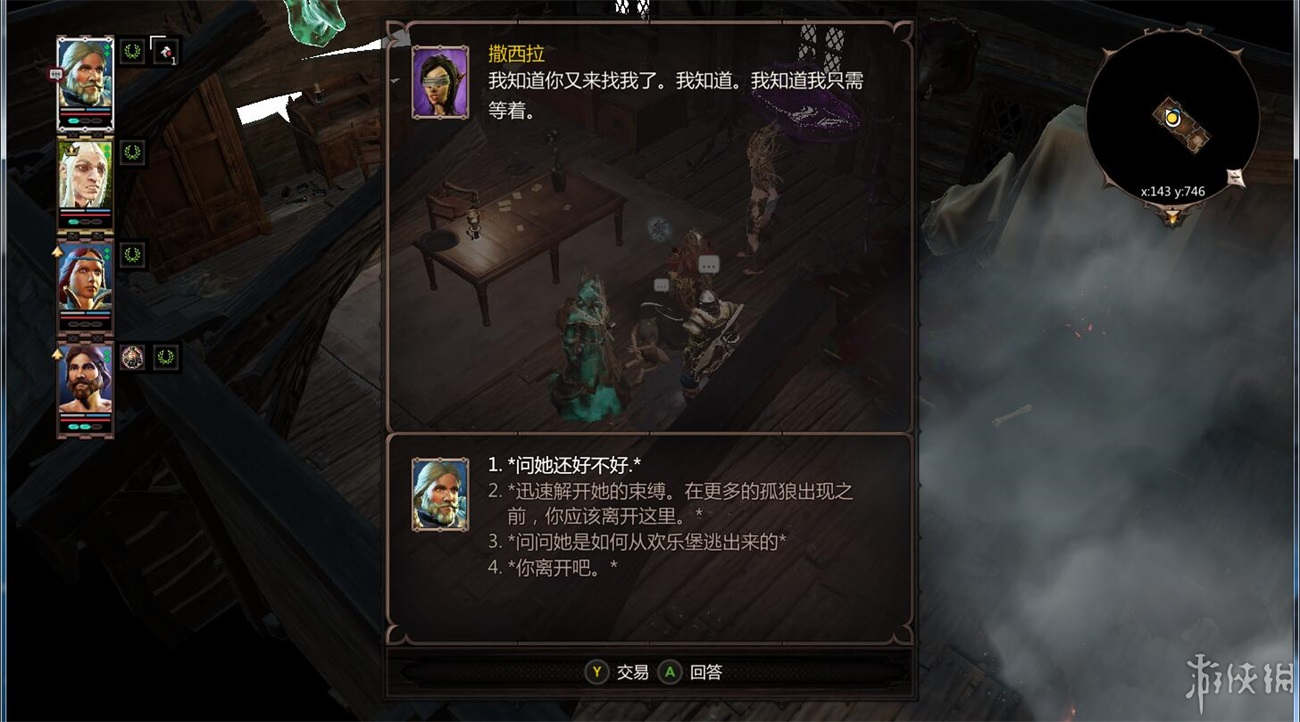 撒西拉
我知道你又来找我了。我知道。我知道我只需
等着。
x:143 y:746
1. *问她还好不好.*
2. *迅速解开她的束缚。在更多的孤狼出现之
前，你应该离开这里。*
3. *问问她是如何从欢乐堡逃出来的*
4. *你离开吧。*
Y 交易 A 回答
游侠网